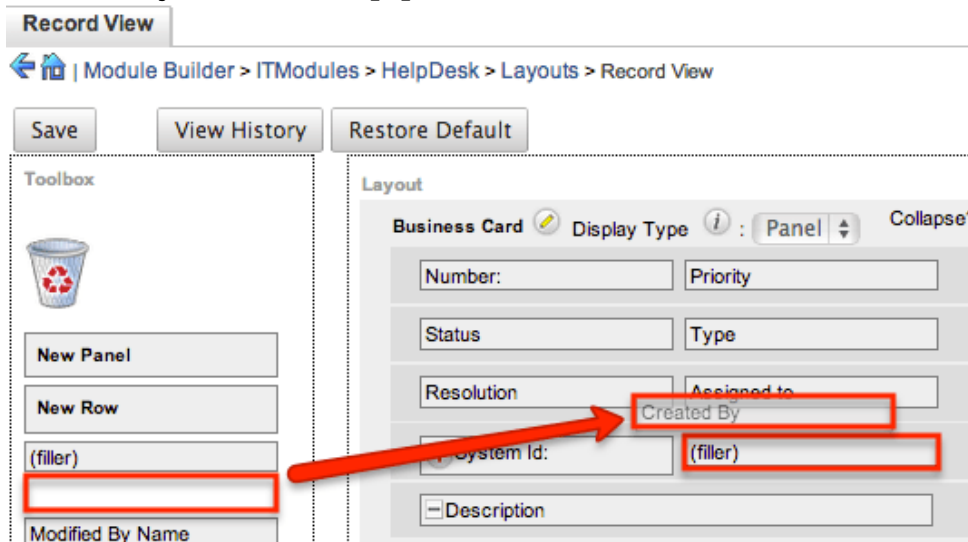 Record View
| Module Builder > ITModules > HelpDesk > Layouts > Record View
Save View History Restore Default
Toolbox
Layout
Business Card Display Type i : Panel Collapse
Number: Priority
Status Type
New Panel
New Row
Resolution Assigned to
Created By
(filler)
System Id: (filler)
Description
Modified By Name